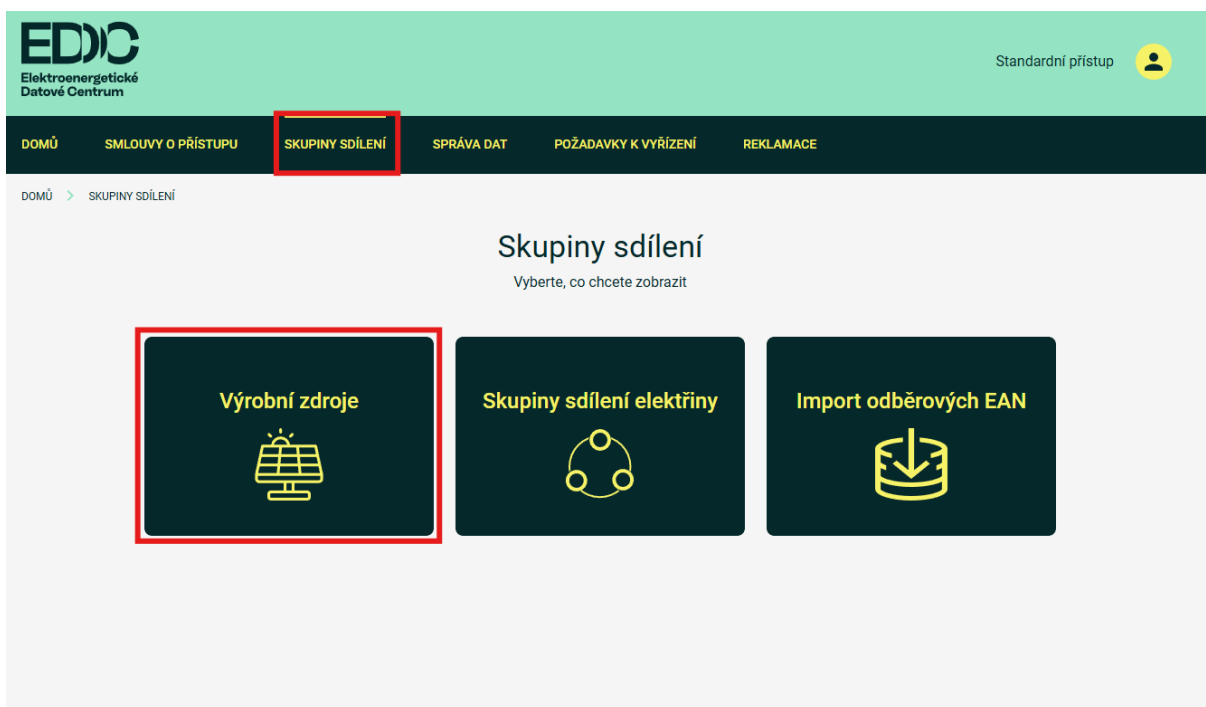 EDC
Elektroenergetické
Datové Centrum
Standardní přístup
DOMŮ SMLOUVY O PŘÍSTUPU SKUPINY SDÍLENÍ SPRÁVA DAT POŽADAVKY K VYŘÍZENÍ REKLAMACE
DOMŮ > SKUPINY SDÍLENÍ
Skupiny sdílení
Vyberte, co chcete zobrazit
Výrobní zdroje Skupiny sdílení elektřiny Import odběrových EAN